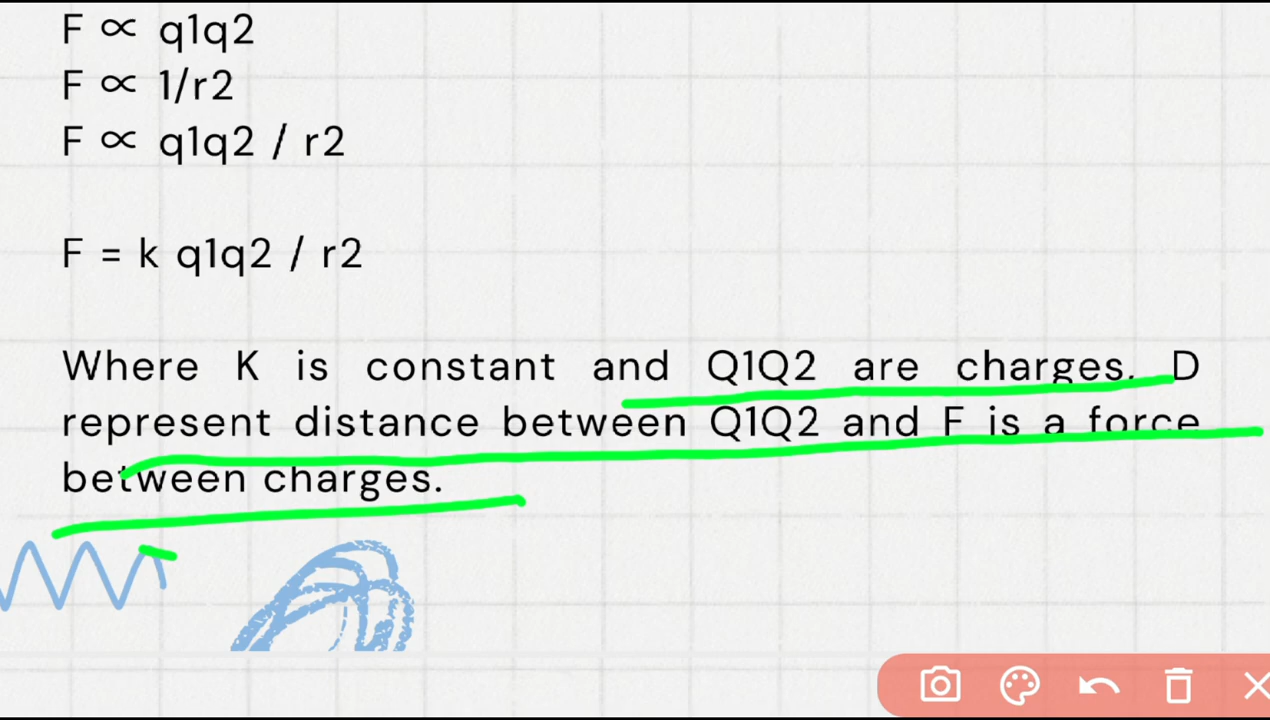 F ∝ q1q2
F ∝ 1/r2
F ∝ q1q2 / r2
F = k q1q2 / r2
Where K is constant and Q1Q2 are charges. D
represent distance between Q1Q2 and F is a force
between charges.